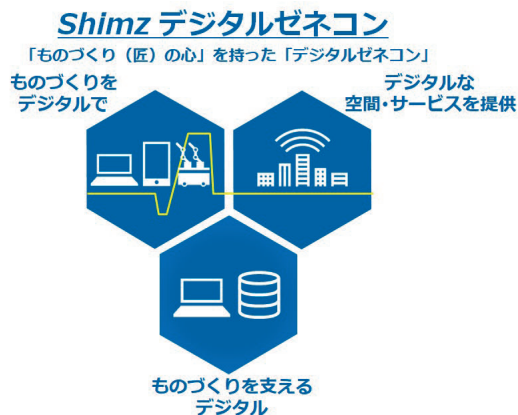 Shimz デジタルゼネコン
「ものづくり（匠）の心」を持った「デジタルゼネコン」
ものづくりを
デジタルで
デジタルな
空間・サービスを提供
ものづくりを支える
デジタル